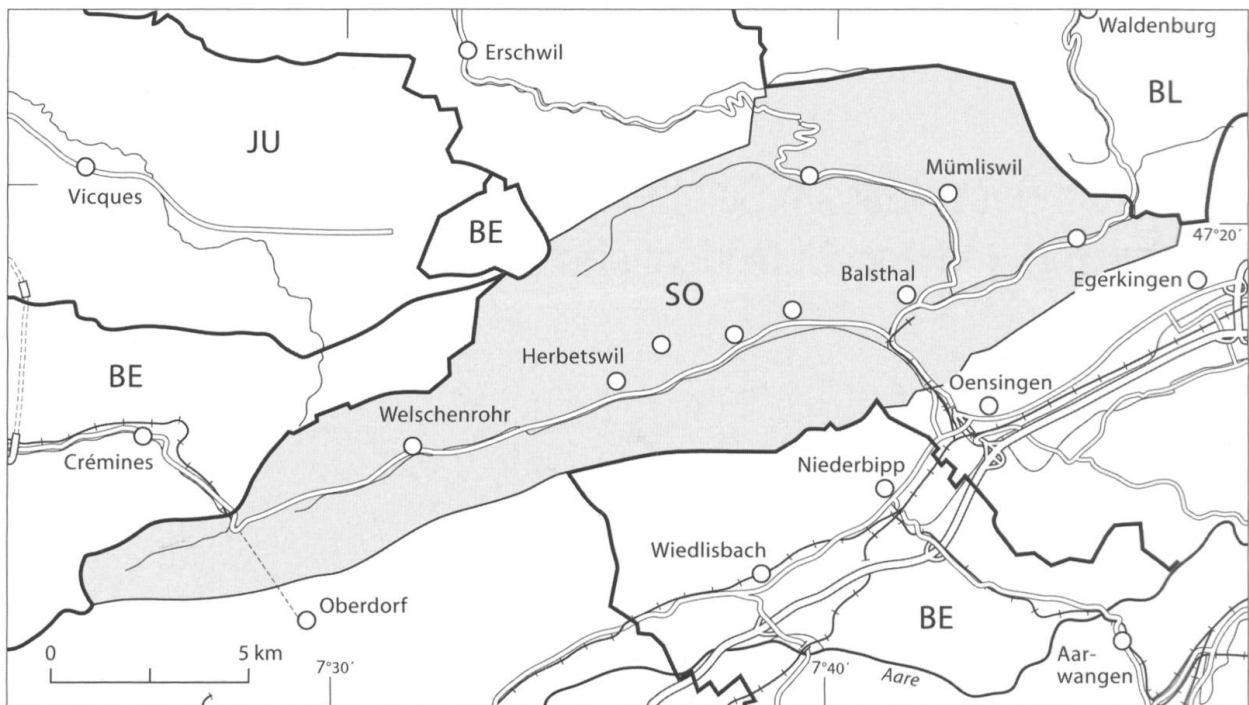 Waldenburg
Erschwil
BL
JU
Mümliswil
Vicques
BE
47°20´
Balsthal
Egerkingen
SO
Herbetswil
BE
Oensingen
Welschenrohr
Crémines
Niederbipp
Wiedlisbach
Oberdorf
BE
0
5 km
7°30´
7°40´
Aare
Aar-
wangen